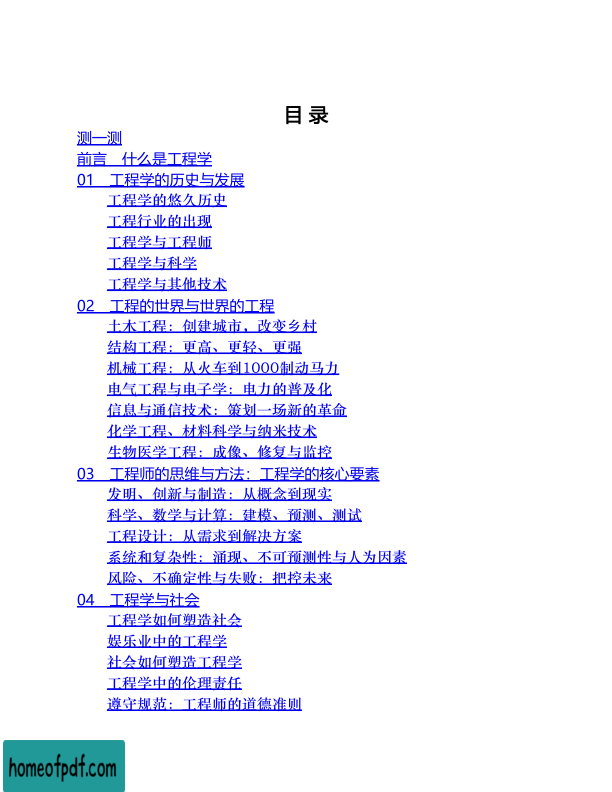 目 录
测一测
前言　什么是工程学
01　工程学的历史与发展
工程学的悠久历史
工程行业的出现
工程学与工程师
工程学与科学
工程学与其他技术
02　工程的世界与世界的工程
土木工程：创建城市，改变乡村
结构工程：更高、更轻、更强
机械工程：从火车到1000制动马力
电气工程与电子学：电力的普及化
信息与通信技术：策划一场新的革命
化学工程、材料科学与纳米技术
生物医学工程：成像、修复与监控
03　工程师的思维与方法：工程学的核心要素
发明、创新与制造：从概念到现实
科学、数学与计算：建模、预测、测试
工程设计：从需求到解决方案
系统和复杂性：涌现、不可预测性与人为因素
风险、不确定性与失败：把控未来
04　工程学与社会
工程学如何塑造社会
娱乐业中的工程学
社会如何塑造工程学
工程学中的伦理责任
遵守规范：工程师的道德准则
homeofpdf.com